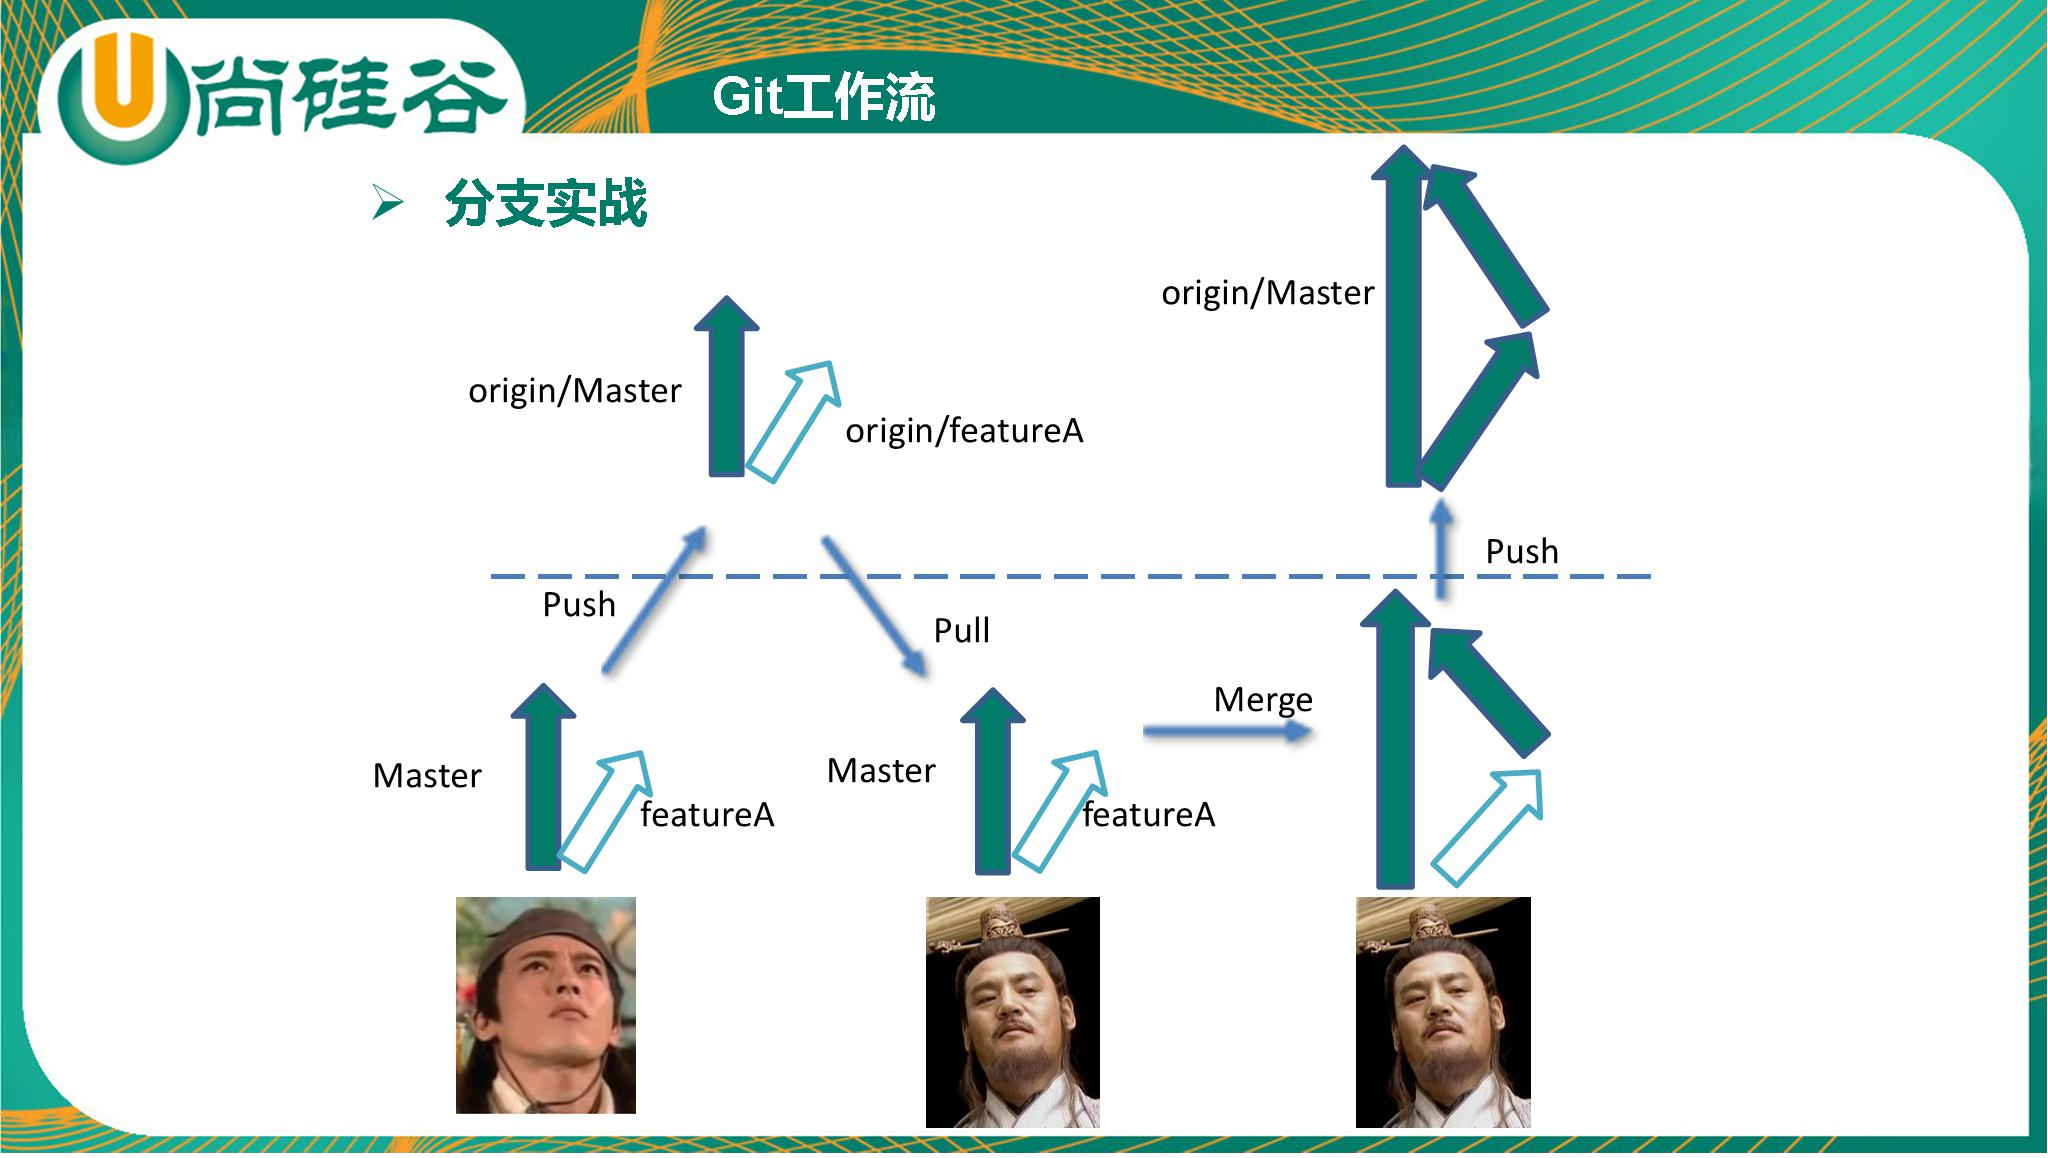 尚硅谷
Git工作流
分支实战
origin/Master
origin/Master
origin/featureA
Push
Push
Pull
Merge
Master
featureA
Master
featureA